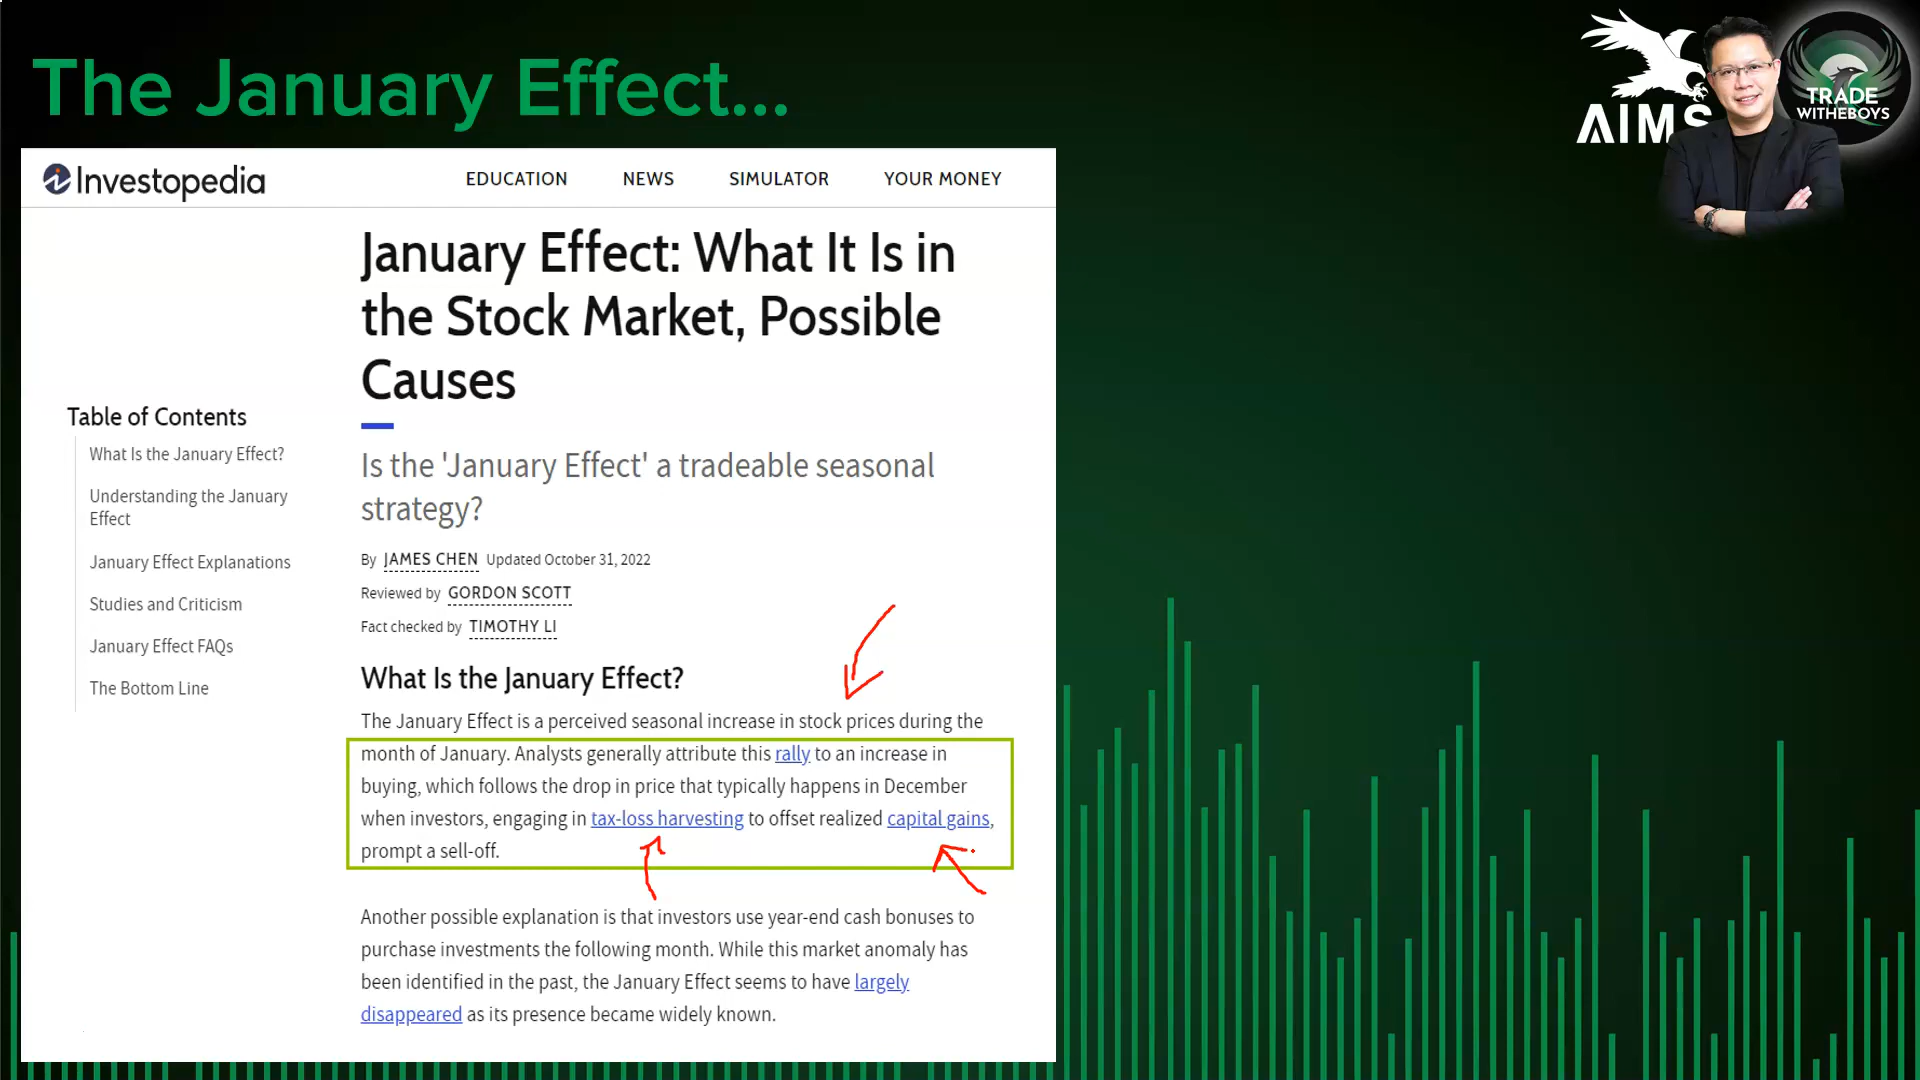 The January Effect...
AIMS
TRADE
WITHEBOYS
Investopedia
EDUCATION NEWS SIMULATOR YOUR MONEY
January Effect: What It Is in
the Stock Market, Possible
Causes
Table of Contents
What Is the January Effect?
Understanding the January
Effect
January Effect Explanations
Studies and Criticism
January Effect FAQs
The Bottom Line
Is the 'January Effect' a tradeable seasonal
strategy?
By JAMES CHEN Updated October 31, 2022
Reviewed by GORDON SCOTT
Fact checked by TIMOTHY LI
What Is the January Effect?
The January Effect is a perceived seasonal increase in stock prices during the
month of January. Analysts generally attribute this rally to an increase in
buying, which follows the drop in price that typically happens in December
when investors, engaging in tax-loss harvesting to offset realized capital gains,
prompt a sell-off.
Another possible explanation is that investors use year-end cash bonuses to
purchase investments the following month. While this market anomaly has
been identified in the past, the January Effect seems to have largely
disappeared as its presence became widely known.